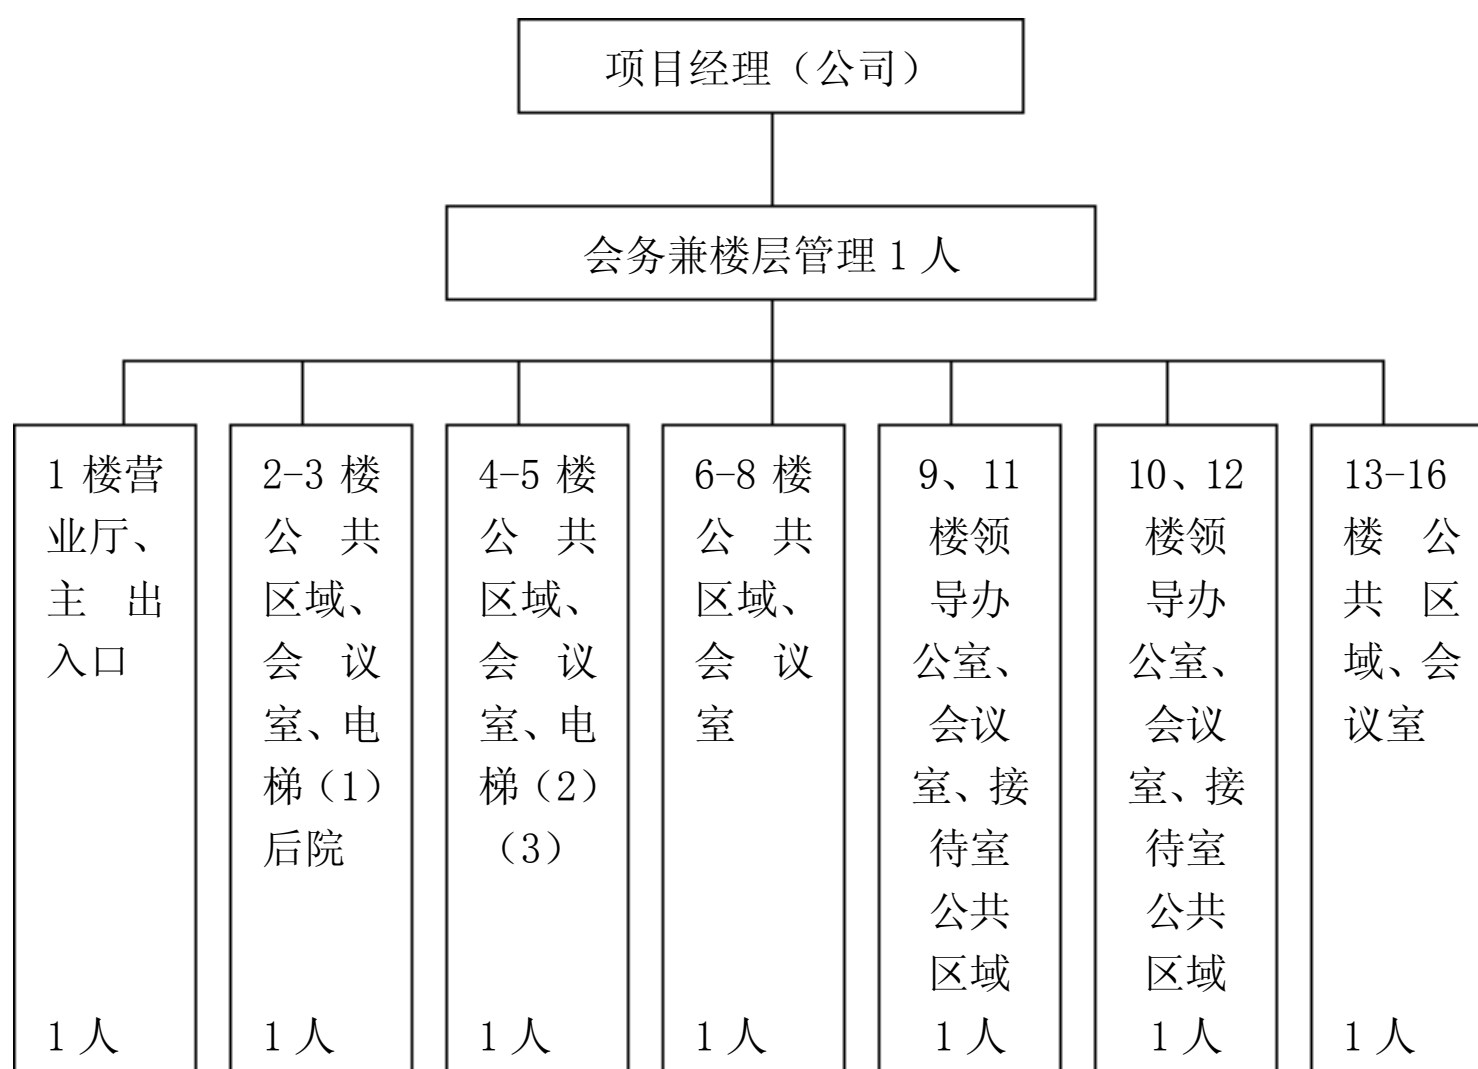 项目经理（公司）
会务兼楼层管理 1 人
1 楼营
业厅、
主出
入口
1 人
2-3 楼
公共
区域、
会议
室、电
梯（1）
后院
1 人
4-5 楼
公共
区域、
会议
室、电
梯（2）
（3）
1 人
6-8 楼
公共
区域、
会议
室
1 人
9、11
楼领
导办
公室、
会议
室、接
待室
公共
区域
1 人
10、12
楼领
导办
公室、
会议
室、接
待室
公共
区域
1 人
13-16
楼公
共区
域、会
议室
1 人